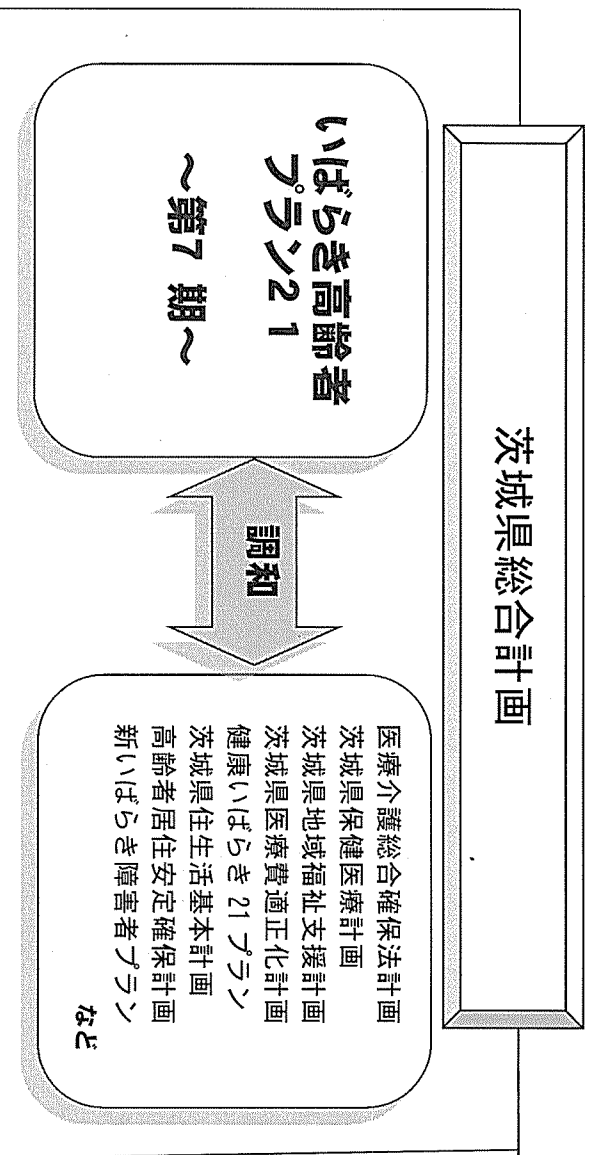 茨城県総合計画
いばらき高齢者
プラン21
～第7 期～
調和
医療介護総合確保法計画
茨城県保健医療計画
茨城県地域福祉支援計画
茨城県医療費適正化計画
健康いばらき 21 プラン
茨城県住生活基本計画
高齢者居住安定確保計画
新いばらき障害者プラン
など